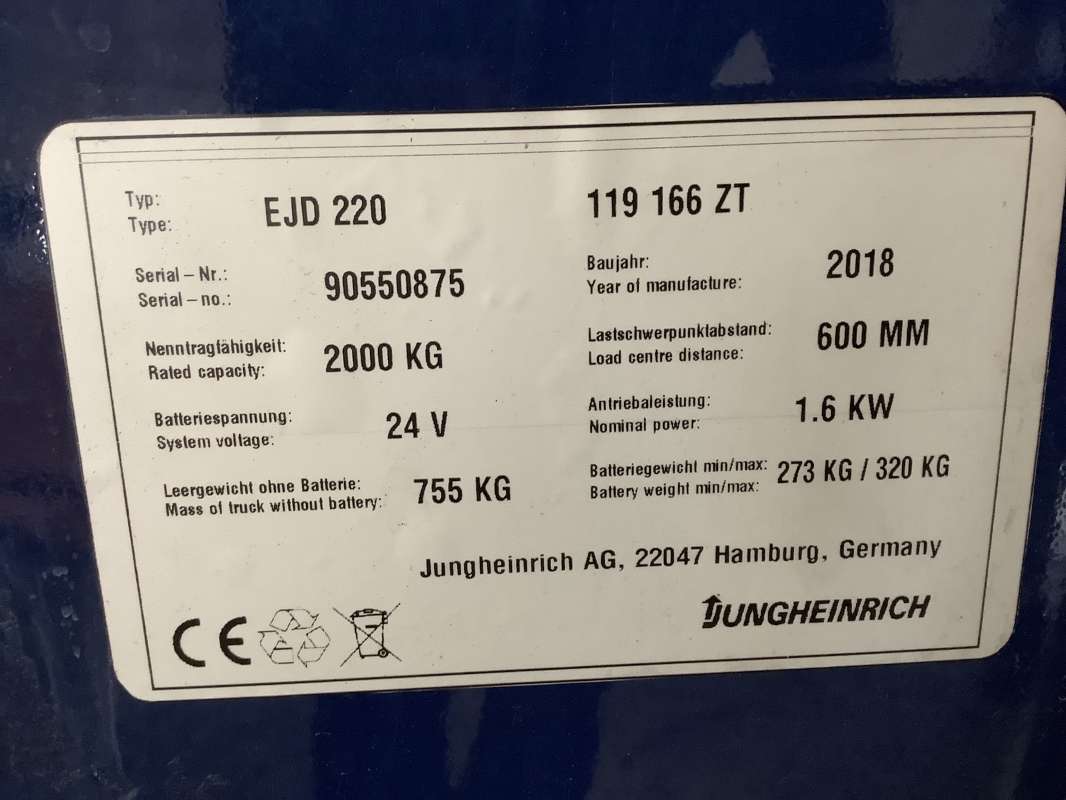 Typ:
Type:
EJD 220
119 166 ZT
Serial – Nr.:
Serial – no.:
90550875
Baujahr:
Year of manufacture:
2018
Nenntragfähigkeit:
Rated capacity:
2000 KG
Lastschwerpunktabstand:
Load centre distance:
600 MM
Batteriespannung:
System voltage:
24 V
Antriebaleistung:
Nominal power:
1.6 KW
Leergewicht ohne Batterie:
Mass of truck without battery:
755 KG
Batteriegewicht min/max:
Battery weight min/max:
273 KG / 320 KG
Jungheinrich AG, 22047 Hamburg, Germany
CE
JUNGHEINRICH